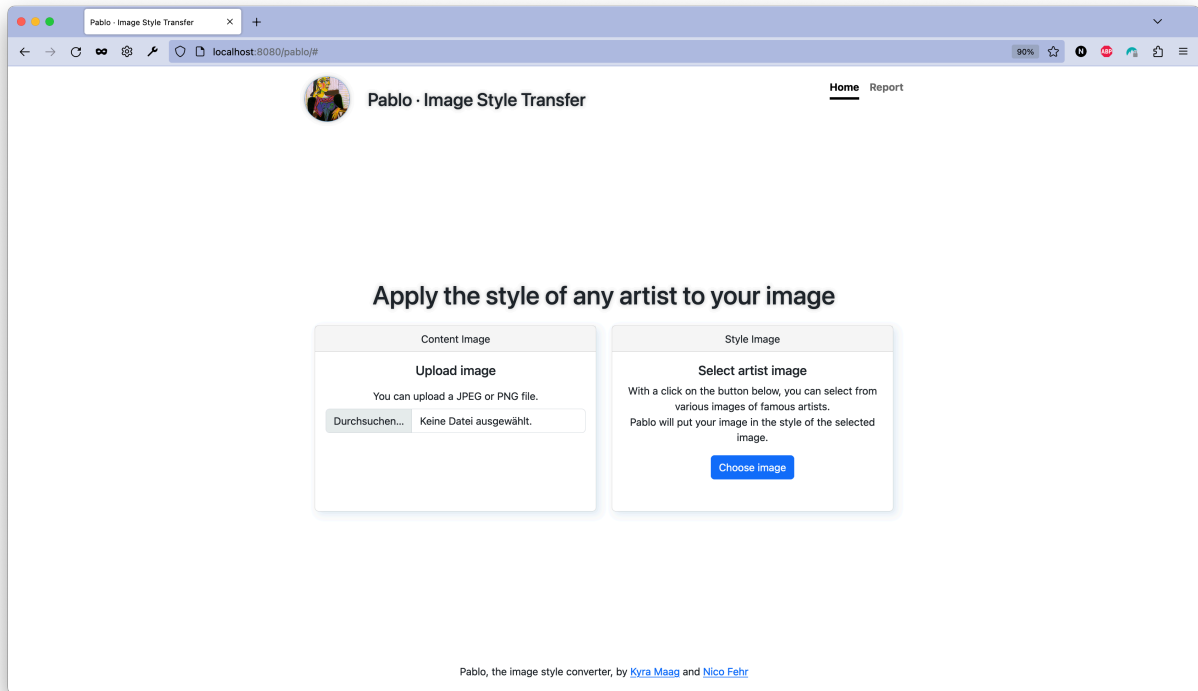 Pablo · Image Style Transfer
localhost:8080/pablo/#
90%
N
ABP
Pablo · Image Style Transfer
Home
Report
Apply the style of any artist to your image
Content Image
Upload image
You can upload a JPEG or PNG file.
Durchsuchen...
Keine Datei ausgewählt.
Style Image
Select artist image
With a click on the button below, you can select from
various images of famous artists.
Pablo will put your image in the style of the selected
image.
Choose image
Pablo, the image style converter, by Kyra Maag and Nico Fehr